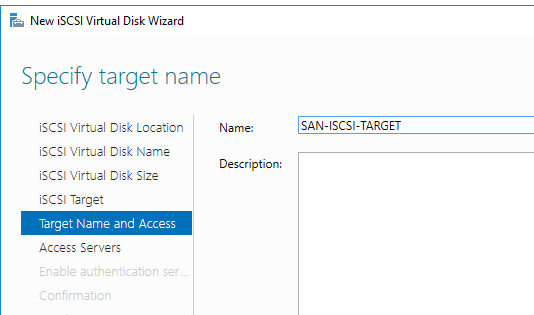 New iSCSI Virtual Disk Wizard
Specify target name
iSCSI Virtual Disk Location
iSCSI Virtual Disk Name
iSCSI Virtual Disk Size
iSCSI Target
Target Name and Access
Access Servers
Enable authentication ser...
Confirmation
Name:
SAN-ISCSI-TARGET
Description: